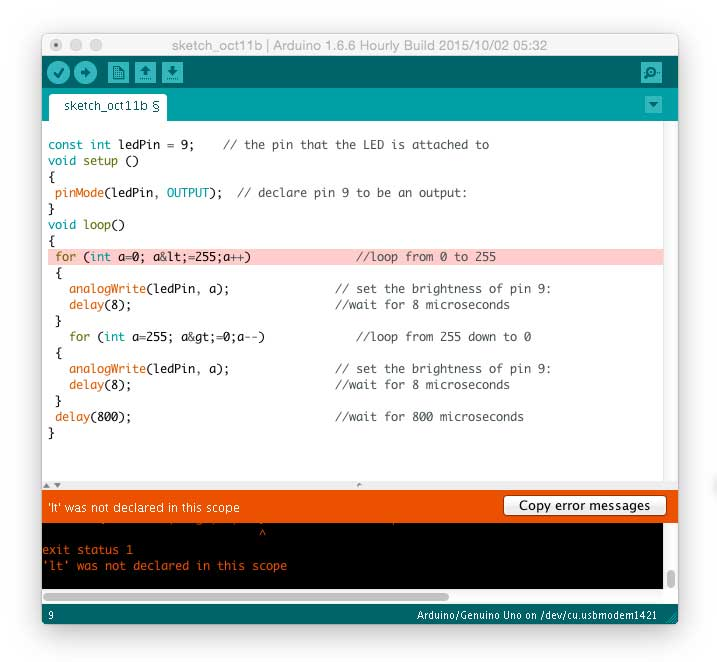 sketch_oct11b | Arduino 1.6.6 Hourly Build 2015/10/02 05:32
sketch_oct11b §
const int ledPin = 9;    // the pin that the LED is attached to
void setup ()
{
pinMode(ledPin, OUTPUT);  // declare pin 9 to be an output:
}
void loop()
{
for (int a=0; a&lt;=255;a++)               //loop from 0 to 255
{
analogWrite(ledPin, a);               // set the brightness of pin 9:
delay(8);                             //wait for 8 microseconds
}
for (int a=255; a&gt;=0;a--)             //loop from 255 down to 0
{
analogWrite(ledPin, a);               // set the brightness of pin 9:
delay(8);                             //wait for 8 microseconds
}
delay(800);                             //wait for 800 microseconds
}
'lt' was not declared in this scope
Copy error messages
^
exit status 1
'lt' was not declared in this scope
9
Arduino/Genuino Uno on /dev/cu.usbmodem1421